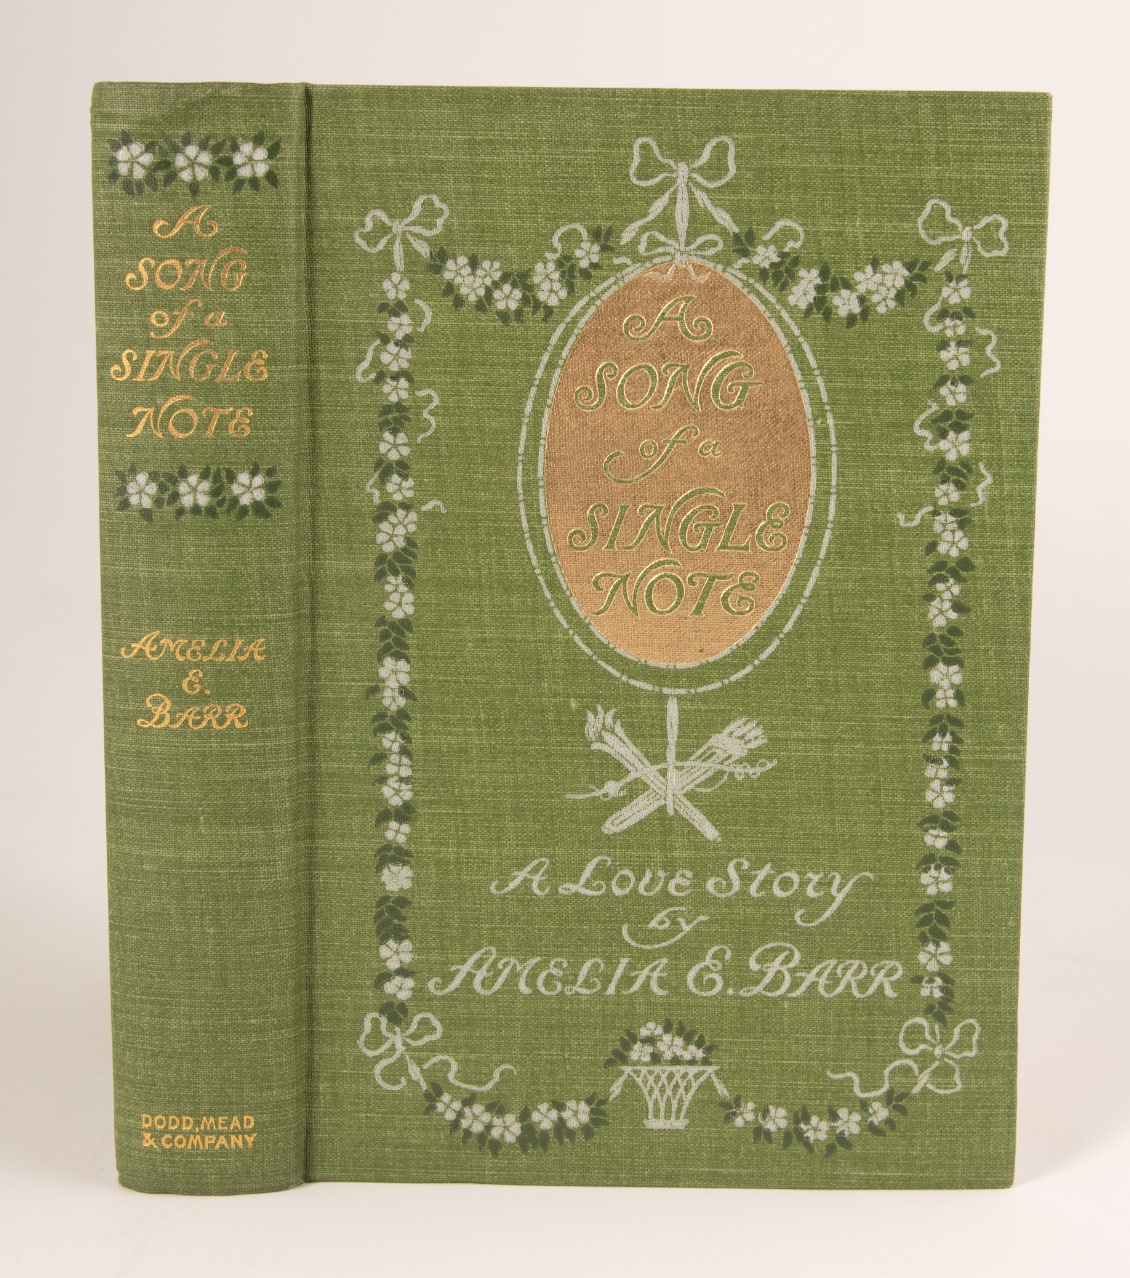 A
SONG
of a
SINGLE
NOTE
AMELIA
E.
BARR
DODD, MEAD
& COMPANY
A
SONG
of a
SINGLE
NOTE
A Love Story
by
AMELIA E. BARR